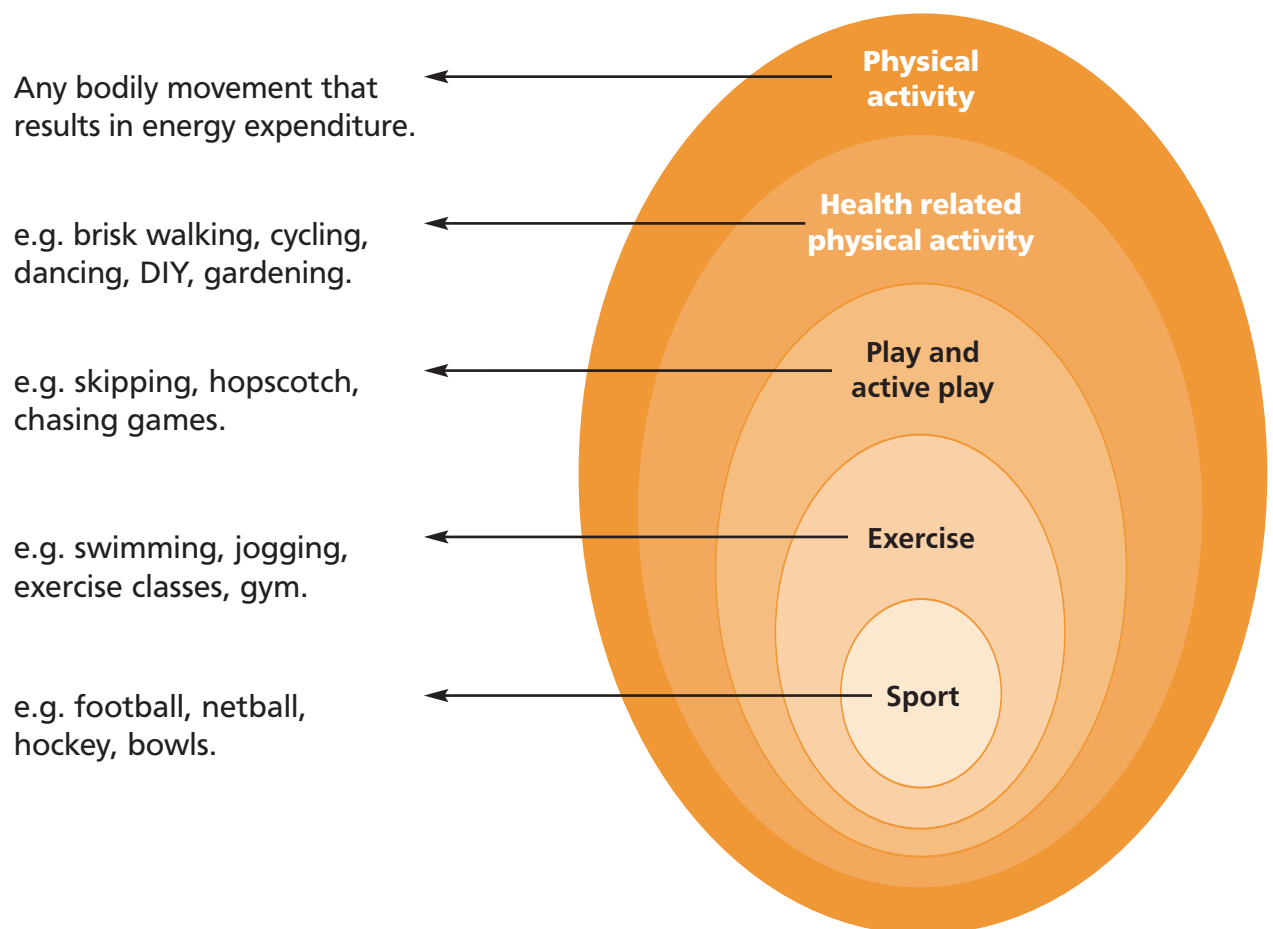 Any bodily movement that
results in energy expenditure.
Physical
activity
e.g. brisk walking, cycling,
dancing, DIY, gardening.
Health related
physical activity
e.g. skipping, hopscotch,
chasing games.
Play and
active play
e.g. swimming, jogging,
exercise classes, gym.
Exercise
e.g. football, netball,
hockey, bowls.
Sport